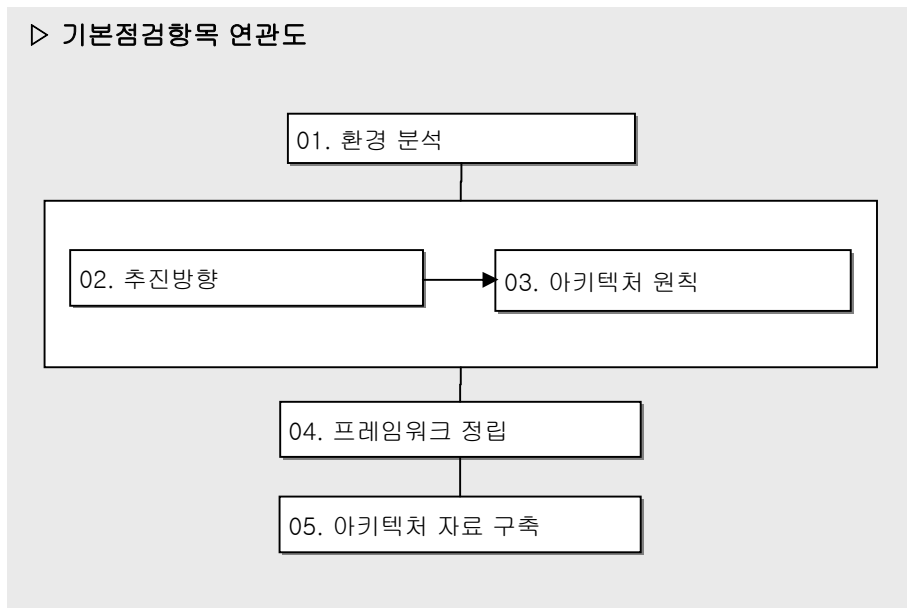 ▷ 기본점검항목 연관도
01. 환경 분석
02. 추진방향
03. 아키텍처 원칙
04. 프레임워크 정립
05. 아키텍처 자료 구축